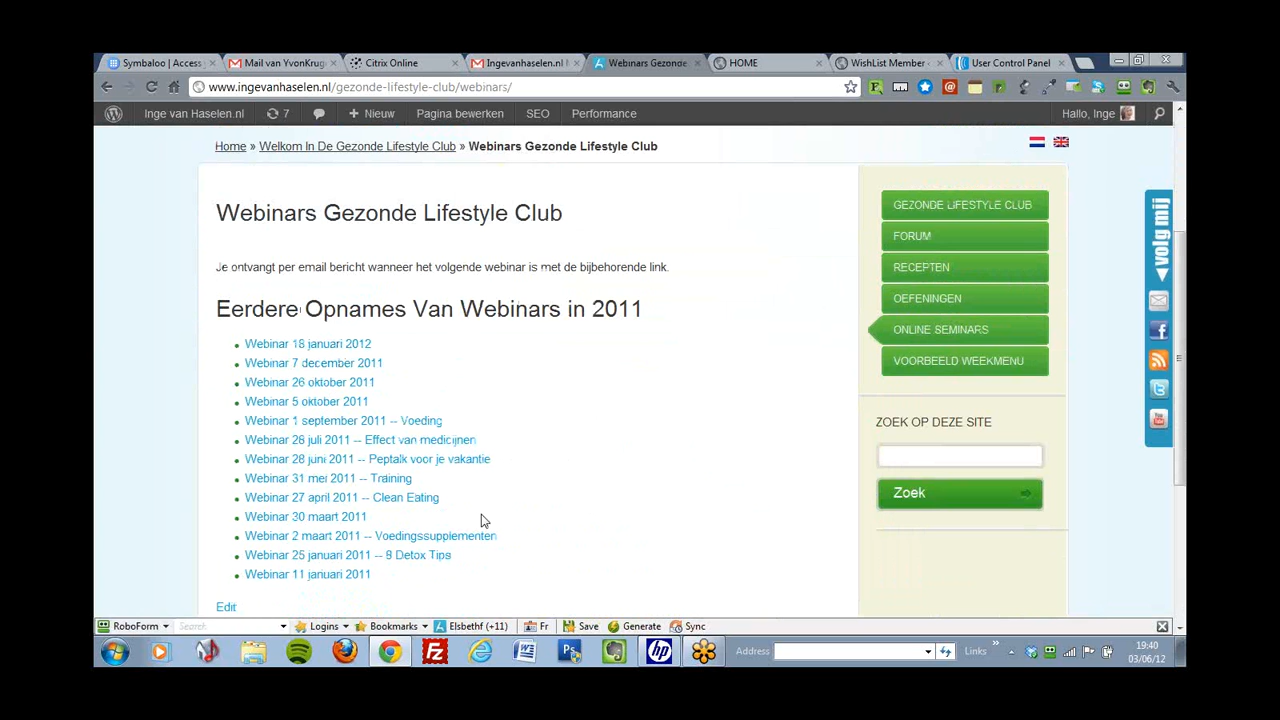 Symbaloo | Access
Mail van YvonKrug
Citrix Online
Ingevanhaselen.nl
Webinars Gezonde
HOME
WishList Member
User Control Panel
www.ingevanhaselen.nl/gezonde-lifestyle-club/webinars/
Inge van Haselen.nl
7
+ Nieuw
Pagina bewerken
SEO
Performance
Hallo, Inge
Home » Welkom In De Gezonde Lifestyle Club » Webinars Gezonde Lifestyle Club
Webinars Gezonde Lifestyle Club
Je ontvangt per email bericht wanneer het volgende webinar is met de bijbehorende link.
Eerdere Opnames Van Webinars in 2011
Webinar 18 januari 2012
Webinar 7 december 2011
Webinar 26 oktober 2011
Webinar 5 oktober 2011
Webinar 1 september 2011 -- Voeding
Webinar 28 juli 2011 -- Effect van medicijnen
Webinar 28 juni 2011 -- Peptalk voor je vakantie
Webinar 31 mei 2011 -- Training
Webinar 27 april 2011 -- Clean Eating
Webinar 30 maart 2011
Webinar 2 maart 2011 -- Voedingssupplementen
Webinar 25 januari 2011 -- 8 Detox Tips
Webinar 11 januari 2011
Edit
GEZONDE LIFESTYLE CLUB
FORUM
RECEPTEN
OEFENINGEN
ONLINE SEMINARS
VOORBEELD WEEKMENU
ZOEK OP DEZE SITE
Zoek
volg mij
RoboForm
Search
Logins
Bookmarks
Elsbethf (+11)
Fr
Save
Generate
Sync
Address
Links
19:40
03/06/12